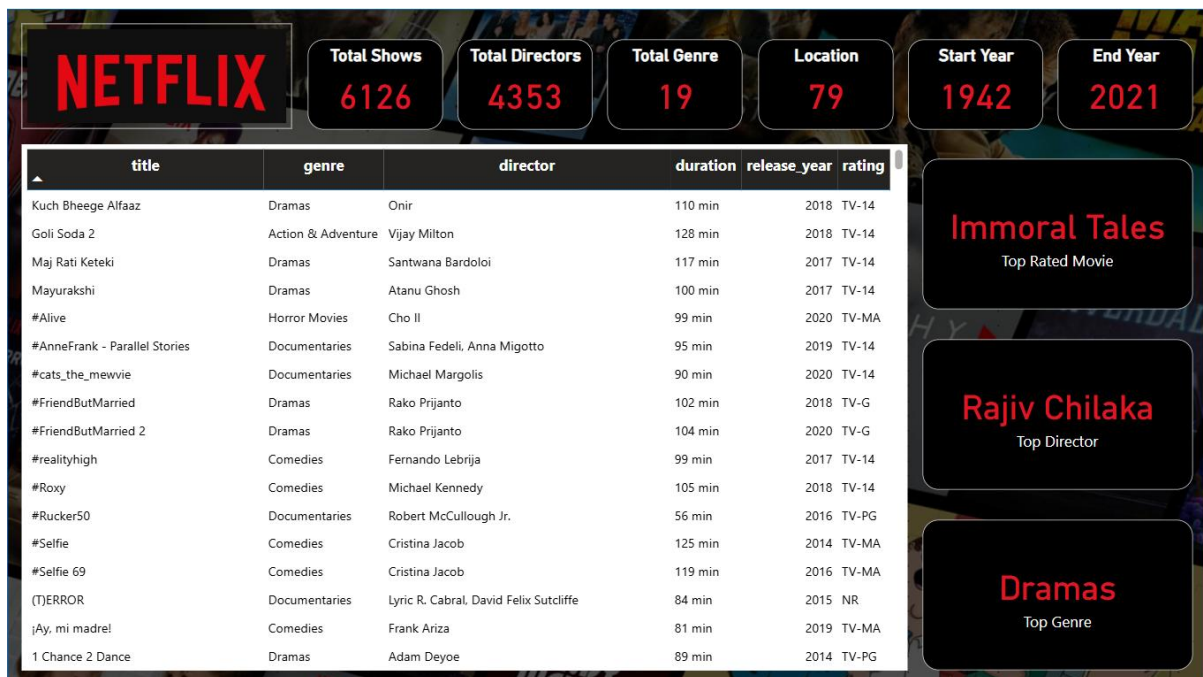 NETFLIX
Total Shows
6126
Total Directors
4353
Total Genre
19
Location
79
Start Year
1942
End Year
2021
title genre director duration release_year rating
Kuch Bheege Alfaaz Dramas Onir 110 min 2018 TV-14
Goli Soda 2 Action & Adventure Vijay Milton 128 min 2018 TV-14
Maj Rati Keteki Dramas Santwana Bardoloi 117 min 2017 TV-14
Mayurakshi Dramas Atanu Ghosh 100 min 2017 TV-14
#Alive Horror Movies Cho Il 99 min 2020 TV-MA
#AnneFrank - Parallel Stories Documentaries Sabina Fedeli, Anna Migotto 95 min 2019 TV-14
#cats_the_mewvie Documentaries Michael Margolis 90 min 2020 TV-14
#FriendButMarried Dramas Rako Prijanto 102 min 2018 TV-G
#FriendButMarried 2 Dramas Rako Prijanto 104 min 2020 TV-G
#realityhigh Comedies Fernando Lebrija 99 min 2017 TV-14
#Roxy Comedies Michael Kennedy 105 min 2018 TV-14
#Rucker50 Documentaries Robert McCullough Jr. 56 min 2016 TV-PG
#Selfie Comedies Cristina Jacob 125 min 2014 TV-MA
#Selfie 69 Comedies Cristina Jacob 119 min 2016 TV-MA
(T)ERROR Documentaries Lyric R. Cabral, David Felix Sutcliffe 84 min 2015 NR
¡Ay, mi madre! Comedies Frank Ariza 81 min 2019 TV-MA
1 Chance 2 Dance Dramas Adam Deyoe 89 min 2014 TV-PG
Immoral Tales
Top Rated Movie
Rajiv Chilaka
Top Director
Dramas
Top Genre